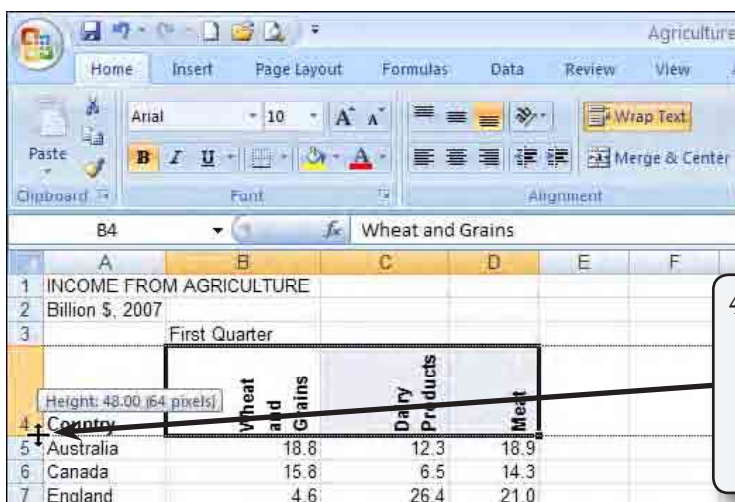 Agriculture
Home Insert Page Layout Formulas Data Review View
Paste
Arial 10 A A
Wrap Text
B I U A
Merge & Center
Clipboard Font Alignment
B4 fx Wheat and Grains
A B C D E F
1 INCOME FROM AGRICULTURE
2 Billion $, 2007
3 First Quarter
Wheat
and
Grains
Dairy
Products
Meat
Height: 48.00 (64 pixels)
4 Country
5 Australia 18.8 12.3 18.9
6 Canada 15.8 6.5 14.3
7 England 4.6 26.4 21.0
4